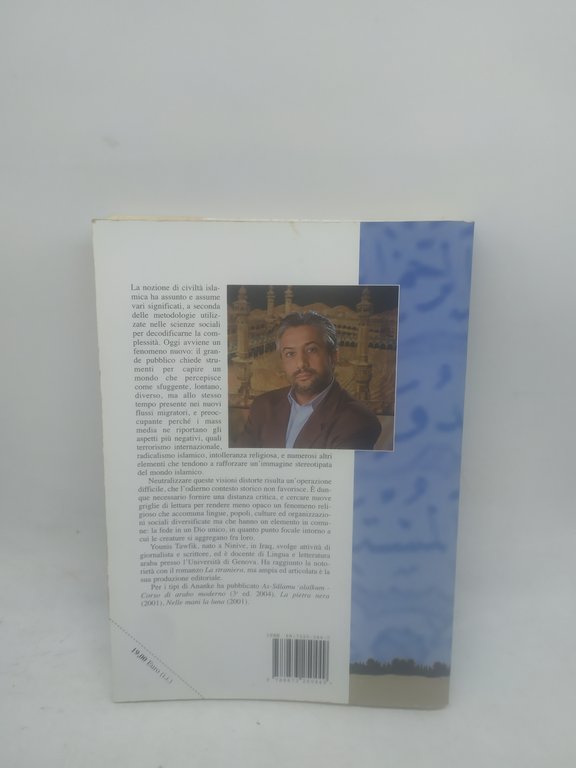 La nozione di civiltà isla-
mica ha assunto e assume
vari significati, a seconda
delle metodologie utiliz-
zate nelle scienze sociali
per decodificarne la com-
plessità. Oggi avviene un
fenomeno nuovo: il gran-
de pubblico chiede stru-
menti per capire un
mondo che percepisce
come sfuggente, lontano,
diverso, ma allo stesso
tempo presente nei nuovi
flussi migratori, e preoc-
cupante perché i mass
media ne riportano gli
aspetti più negativi, quali
terrorismo internazionale,
radicalismo islamico, intolleranza religiosa, e numerosi altri
elementi che tendono a rafforzare un'immagine stereotipata
del mondo islamico.
Neutralizzare queste visioni distorte risulta un'operazione
difficile, che l'odierno contesto storico non favorisce. È dun-
que necessario fornire una distanza critica, e cercare nuove
griglie di lettura per rendere meno opaco un fenomeno reli-
gioso che accomuna lingue, popoli, culture ed organizzazio-
ni sociali diversificate ma che hanno un elemento in comu-
ne: la fede in un Dio unico, in quanto punto focale intorno a
cui le creature si aggregano fra loro.
Younis Tawfik, nato a Ninive, in Iraq, svolge attività di
giornalista e scrittore, ed è docente di Lingua e letteratura
araba presso l'Università di Genova. Ha raggiunto la noto-
rietà con il romanzo La straniera, ma ampia ed articolata è la
sua produzione editoriale.
Per i tipi di Ananke ha pubblicato As-Salamu 'alaikum -
Corso di arabo moderno (3ª ed. 2004), La pietra nera
(2001), Nelle mani la luna (2001).
19,00 Euro (i.i.)
ISBN